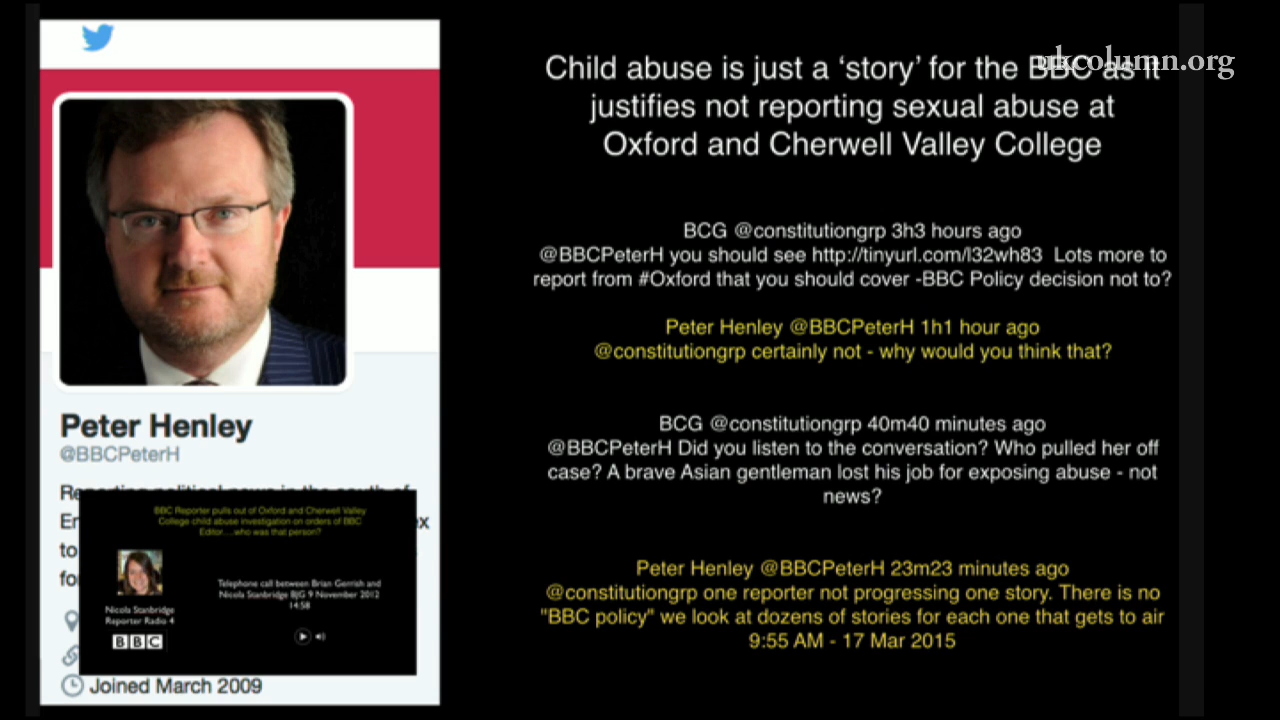 ukcolumn.org
Child abuse is just a ‘story’ for the BBC as it
justifies not reporting sexual abuse at
Oxford and Cherwell Valley College
BCG @constitutiongrp 3h3 hours ago
@BBCPeterH you should see http://tinyurl.com/l32wh83 Lots more to
report from #Oxford that you should cover -BBC Policy decision not to?
Peter Henley @BBCPeterH 1h1 hour ago
@constitutiongrp certainly not - why would you think that?
BCG @constitutiongrp 40m40 minutes ago
@BBCPeterH Did you listen to the conversation? Who pulled her off
case? A brave Asian gentleman lost his job for exposing abuse - not
news?
Peter Henley @BBCPeterH 23m23 minutes ago
@constitutiongrp one reporter not progressing one story. There is no
"BBC policy" we look at dozens of stories for each one that gets to air
9:55 AM - 17 Mar 2015
Peter Henley
@BBCPeterH
Reporting political news in the south of
BBC Reporter pulls out of Oxford and Cherwell Valley
College child abuse investigation on orders of BBC
Editor....who was that person?
Telephone call between Brian Gerrish and
Nicola Stanbridge BJG 9 November 2012
14:58
Nicola Stanbridge
Reporter Radio 4
BBC
Joined March 2009